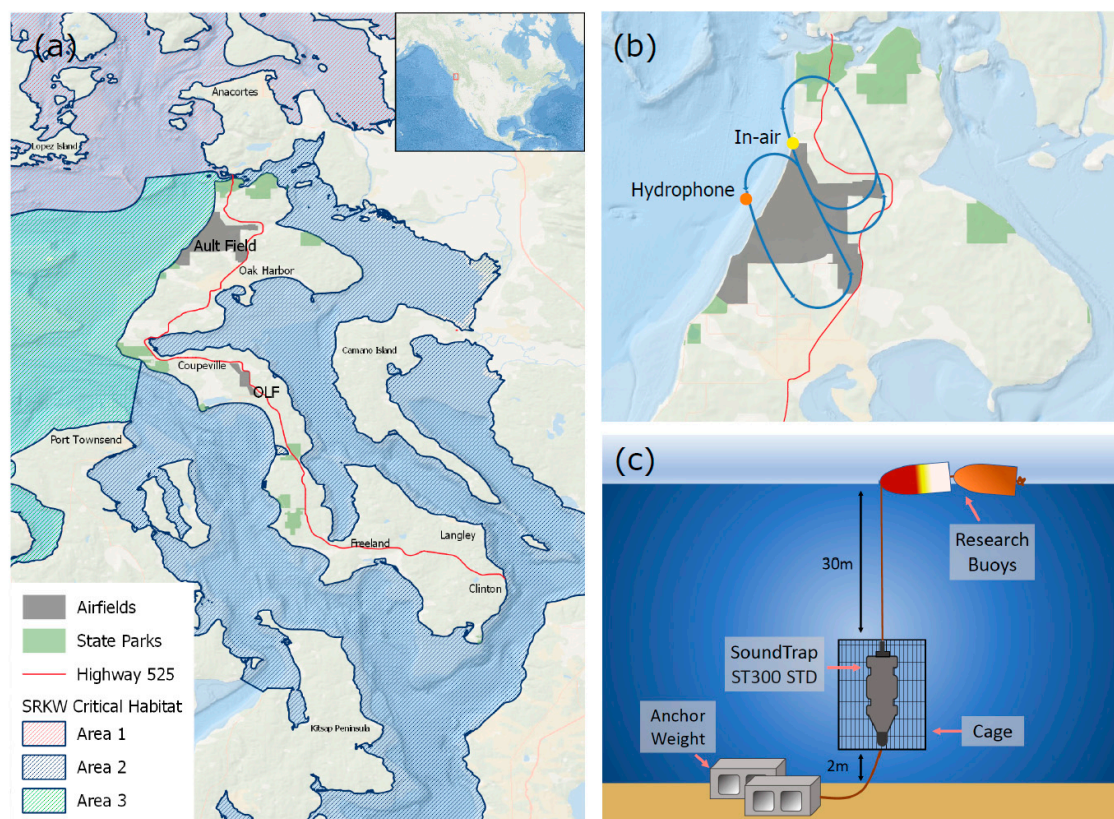 (a)
Anacortes
Lopez Island
Ault Field
Oak Harbor
Camano Island
Coupeville
OLF
Port Townsend
Langley
Freeland
Clinton
Kitsap Peninsula
Airfields
State Parks
Highway 525
SRKW Critical Habitat
Area 1
Area 2
Area 3
(b)
In-air
Hydrophone
(c)
30m
Research
Buoys
SoundTrap
ST300 STD
Anchor
Weight
Cage
2m